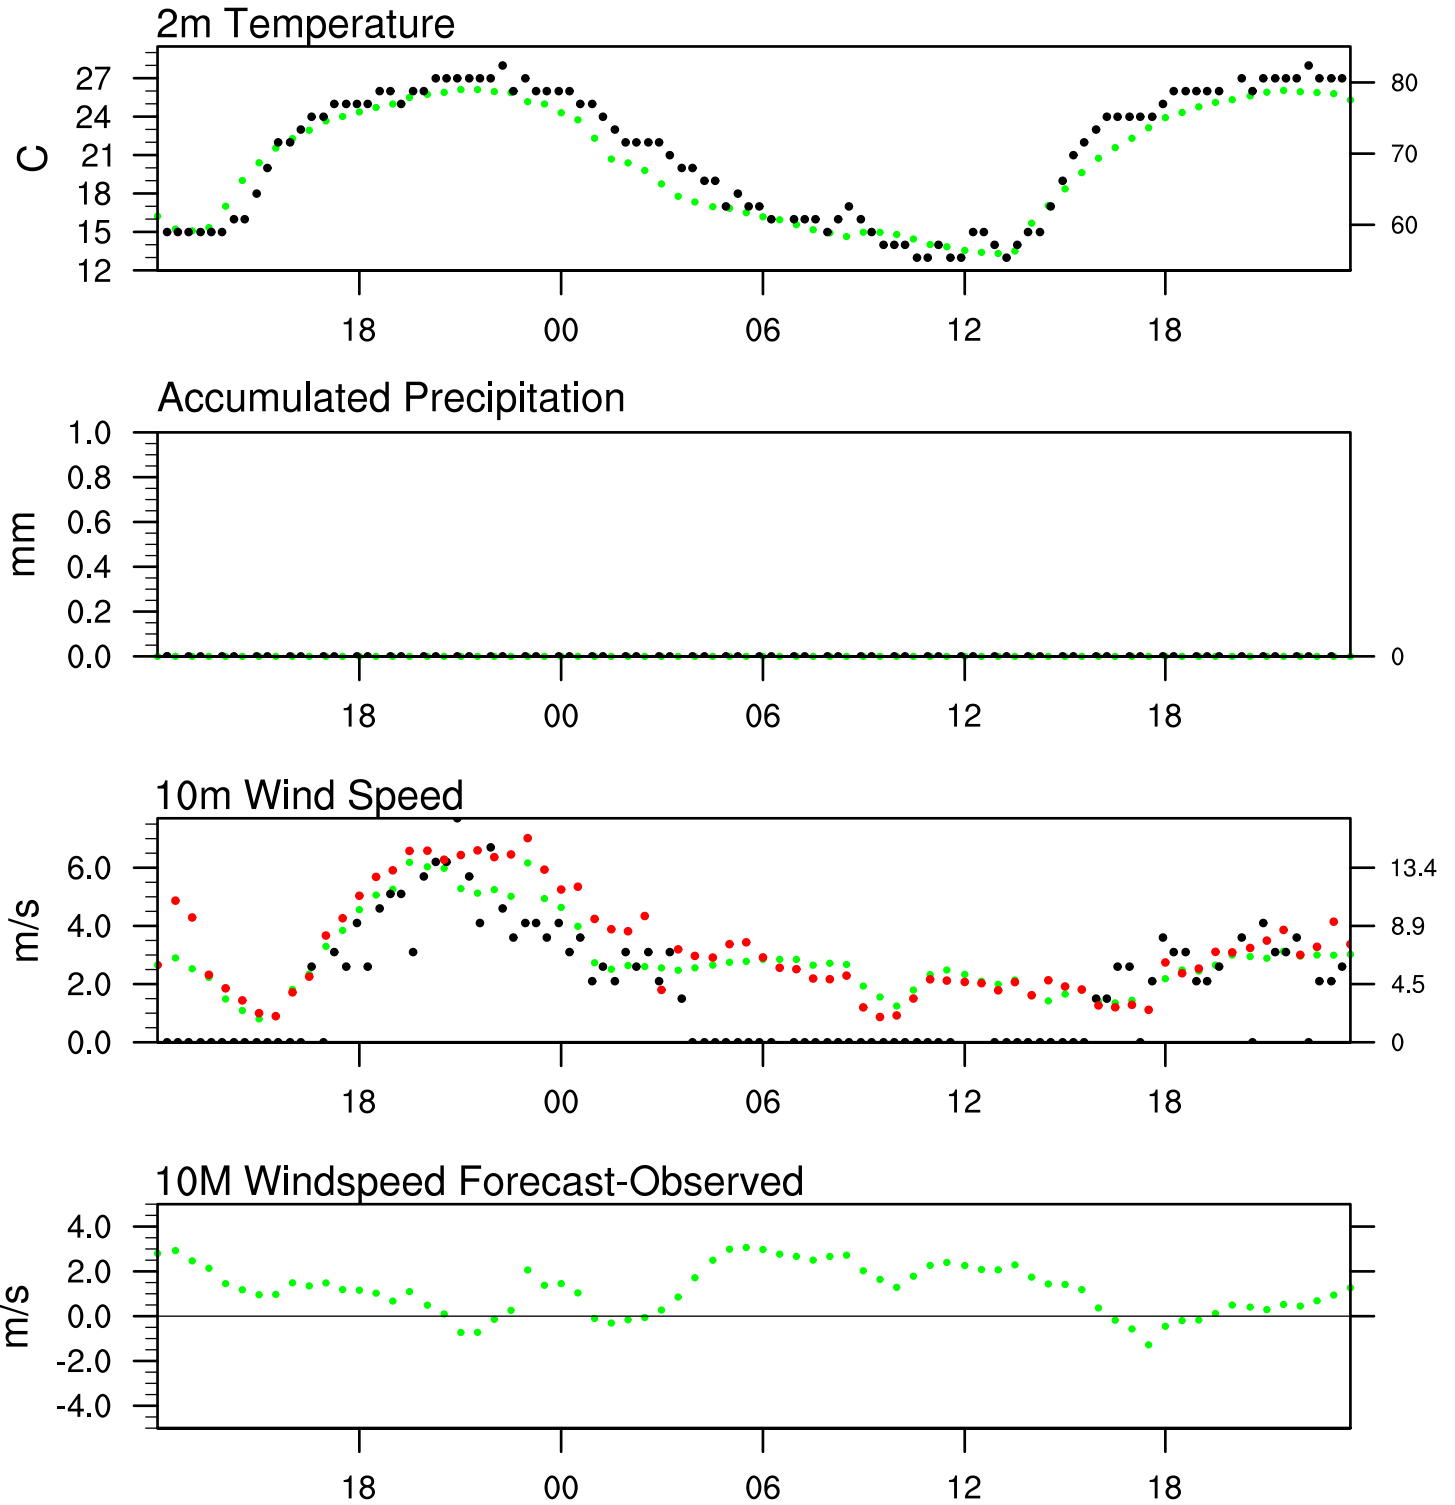 2m Temperature
C
27
24
21
18
15
12
80
70
60
18 00 06 12 18
Accumulated Precipitation
mm
1.0
0.8
0.6
0.4
0.2
0.0
0
18 00 06 12 18
10m Wind Speed
m/s
6.0
4.0
2.0
0.0
13.4
8.9
4.5
0
18 00 06 12 18
10M Windspeed Forecast-Observed
m/s
4.0
2.0
0.0
-2.0
-4.0
18 00 06 12 18